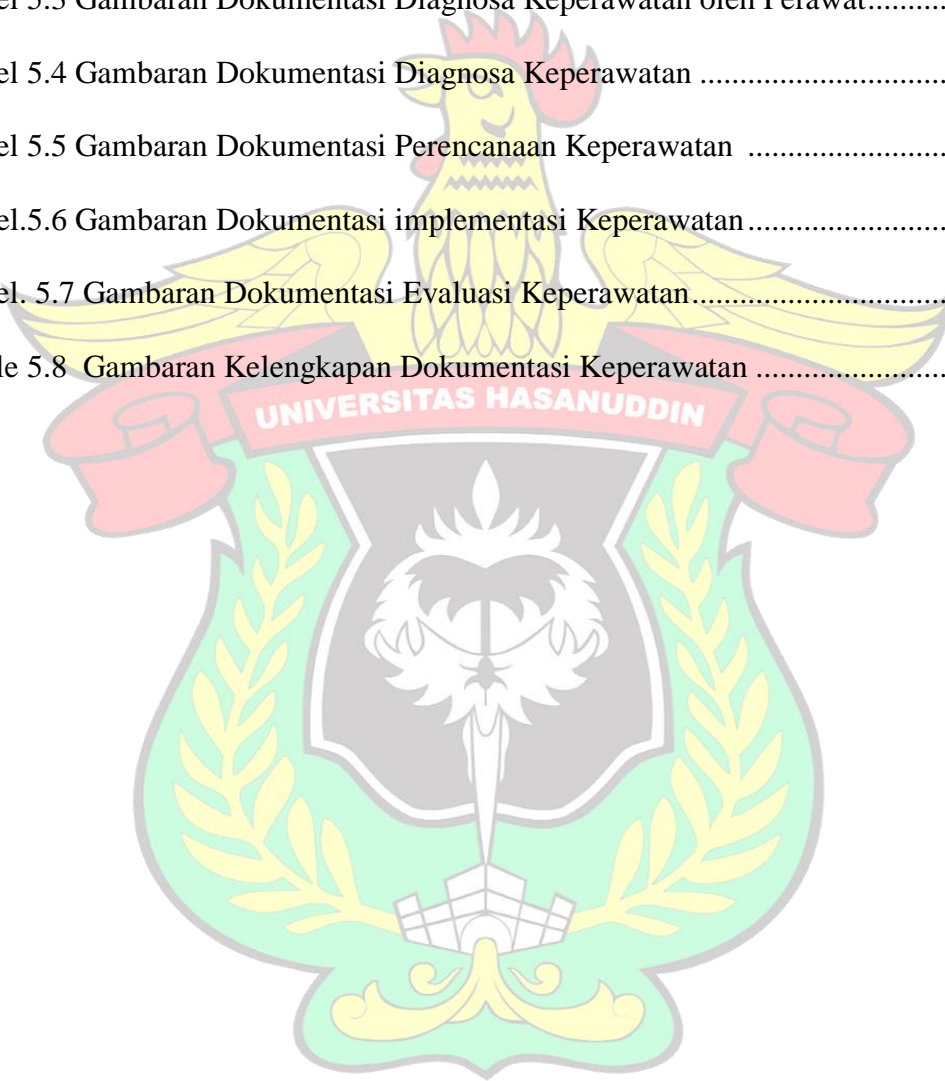 el 5.3 Gambaran Dokumentasi Diagnosa Keperawatan oleh Perawat..........
el 5.4 Gambaran Dokumentasi Diagnosa Keperawatan ...............................
el 5.5 Gambaran Dokumentasi Perencanaan Keperawatan .........................
el.5.6 Gambaran Dokumentasi implementasi Keperawatan.........................
el. 5.7 Gambaran Dokumentasi Evaluasi Keperawatan................................
le 5.8 Gambaran Kelengkapan Dokumentasi Keperawatan ........................
UNIVERSITAS HASANUDDIN